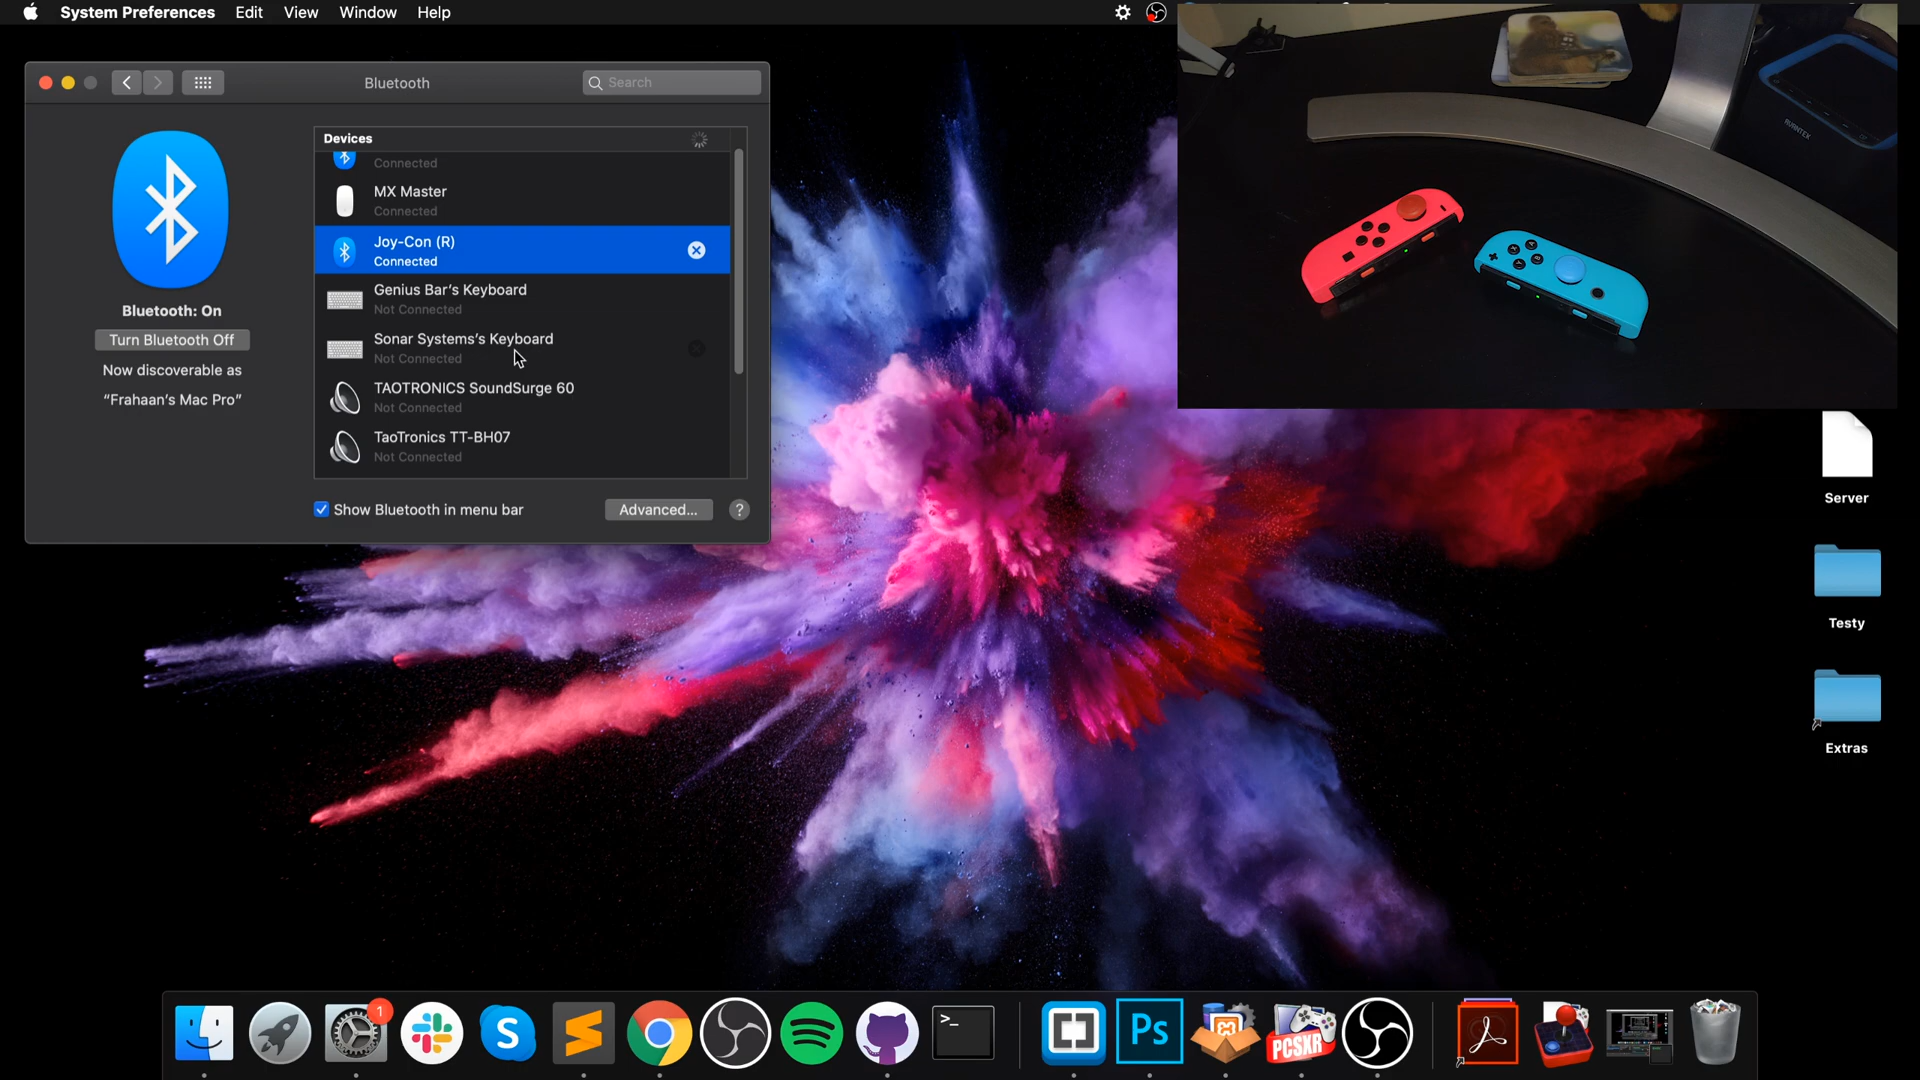 System Preferences Edit View Window Help
Bluetooth
Search
Devices
Connected
MX Master
Connected
Joy-Con (R)
Connected
Genius Bar's Keyboard
Not Connected
Sonar Systems's Keyboard
Not Connected
TAOTRONICS SoundSurge 60
Not Connected
TaoTronics TT-BH07
Not Connected
Bluetooth: On
Turn Bluetooth Off
Now discoverable as
“Frahaan’s Mac Pro”
Show Bluetooth in menu bar
Advanced...
?
RAVPower
Server
Testy
Extras
1
S
>_
Ps
PCSXR